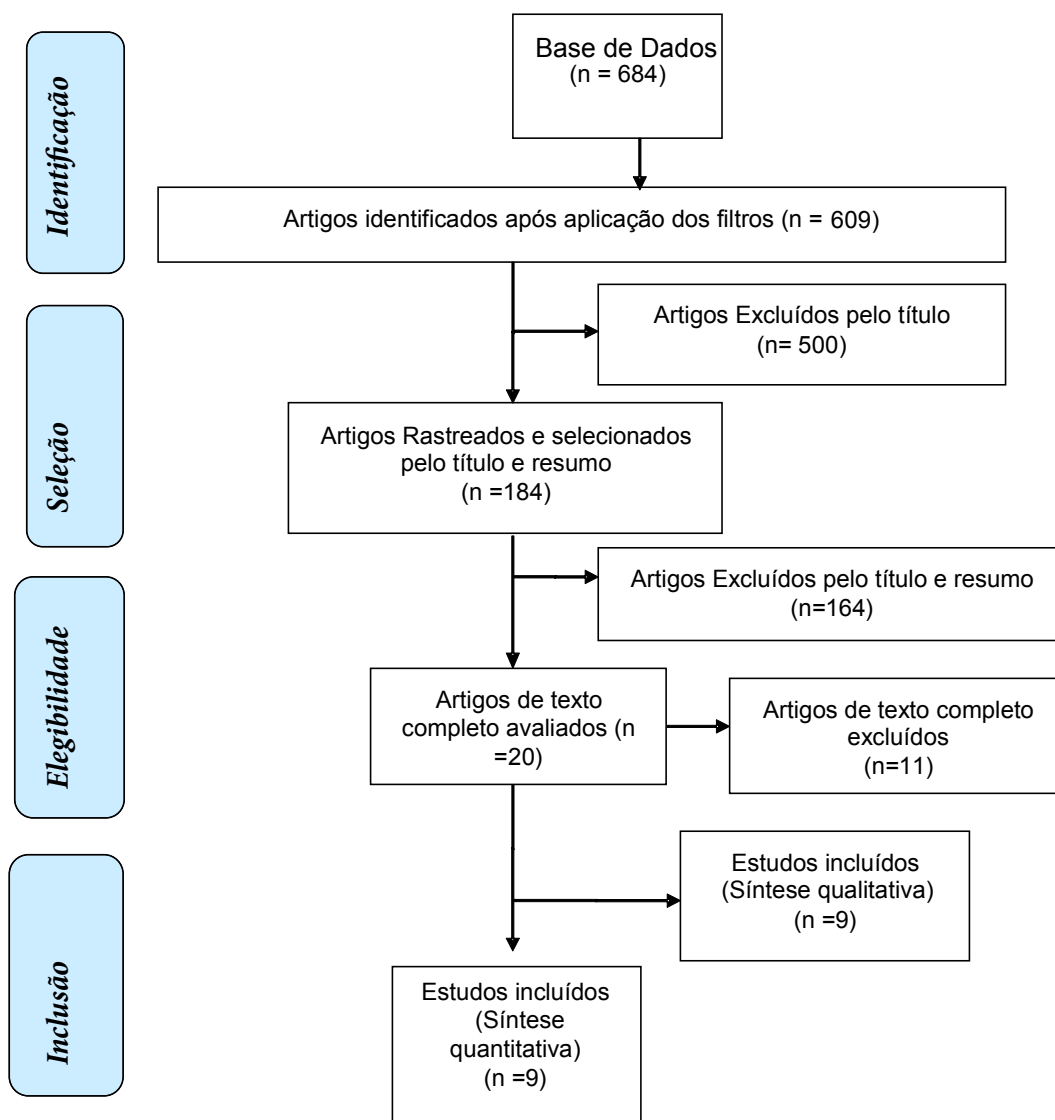 Identificação
Base de Dados
(n = 684)
Artigos identificados após aplicação dos filtros (n = 609)
Seleção
Artigos Excluídos pelo título
(n= 500)
Artigos Rastreados e selecionados
pelo título e resumo
(n =184)
Elegibilidade
Artigos Excluídos pelo título e resumo
(n=164)
Artigos de texto
completo avaliados (n
=20)
Artigos de texto completo
excluídos
(n=11)
Inclusão
Estudos incluídos
(Síntese qualitativa)
(n =9)
Estudos incluídos
(Síntese
quantitativa)
(n =9)